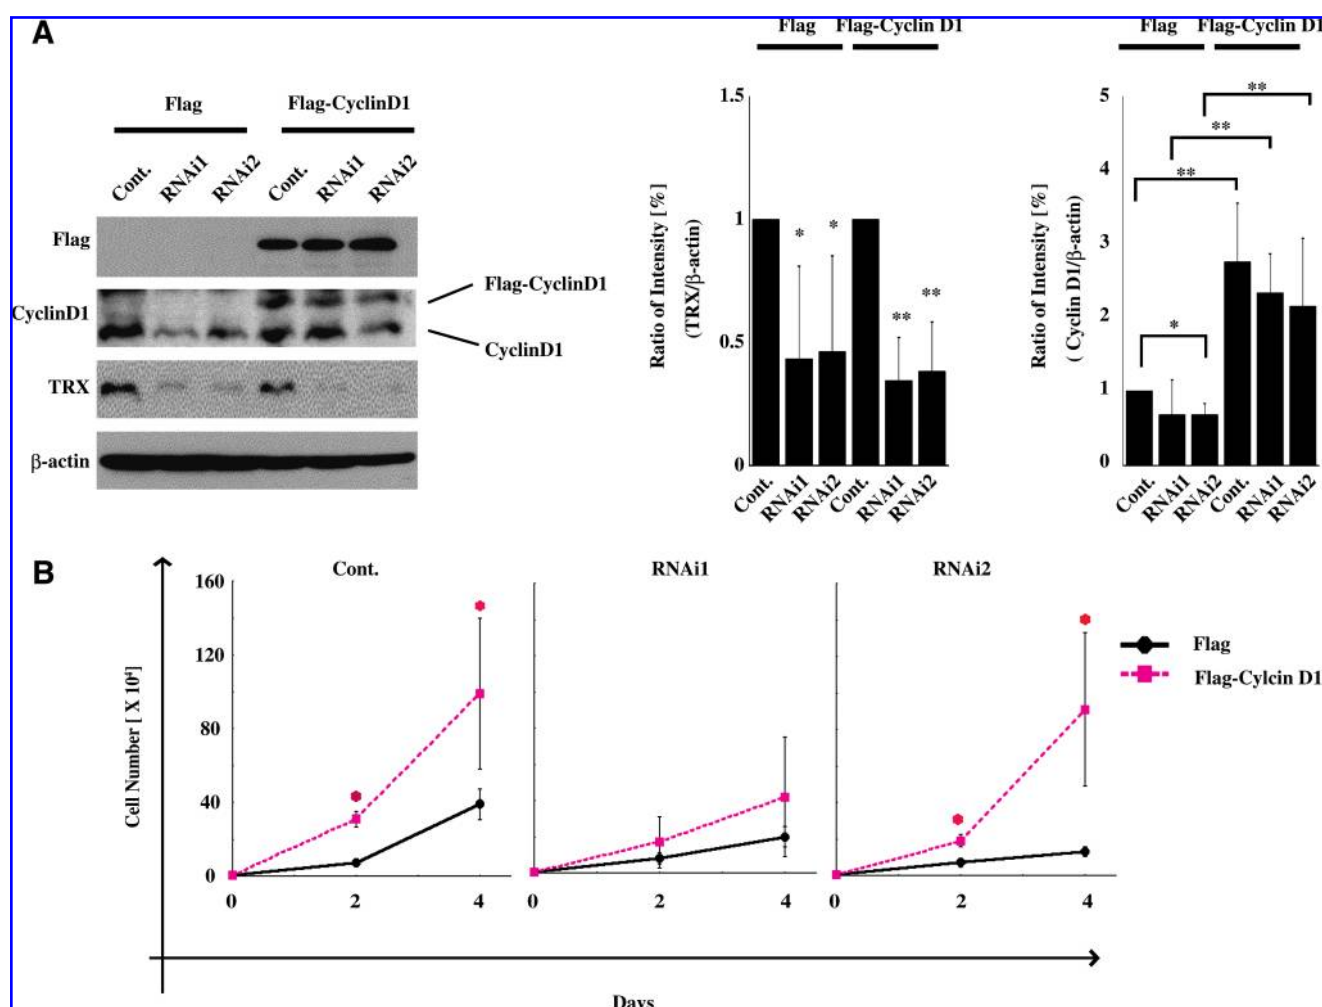 A
Flag
Flag-CyclinD1
Cont.
RNAi1
RNAi2
Cont.
RNAi1
RNAi2
Flag
CyclinD1
TRX
β-actin
Flag-CyclinD1
CyclinD1
Flag
Flag-Cyclin D1
Ratio of Intensity [%]
(TRX/β-actin)
1.5
1
0.5
0
*
*
**
**
Cont.
RNAi1
RNAi2
Cont.
RNAi1
RNAi2
Flag
Flag-Cyclin D1
Ratio of Intensity [%]
( Cyclin D1/β-actin)
5
4
3
2
1
0
**
**
**
*
Cont.
RNAi1
RNAi2
Cont.
RNAi1
RNAi2
B
Cont.
RNAi1
RNAi2
Cell Number [ X 10⁴]
160
120
80
40
0
0 2 4
0 2 4
0 2 4
Flag
Flag-Cylcin D1
Days